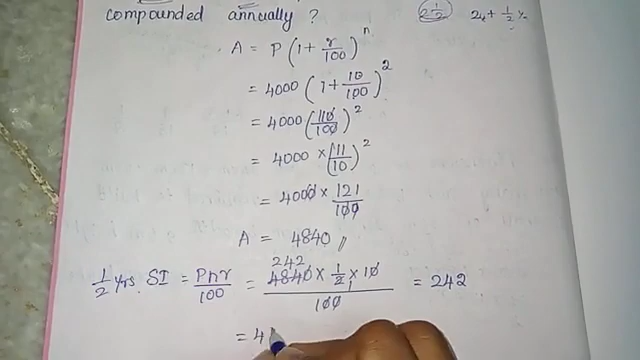 compounded annually ? 2 1/2 2y + 1/2 y
A = P (1 + r/100)^n
= 4000 (1 + 10/100)^2
= 4000 (110/100)^2
= 4000 × (11/10)^2
= 4000 × 121/100
A = 4840 //
242
1/2 yrs. SI = Pnr/100 = 4840 × 1/2 × 10 / 100 = 242
= 4